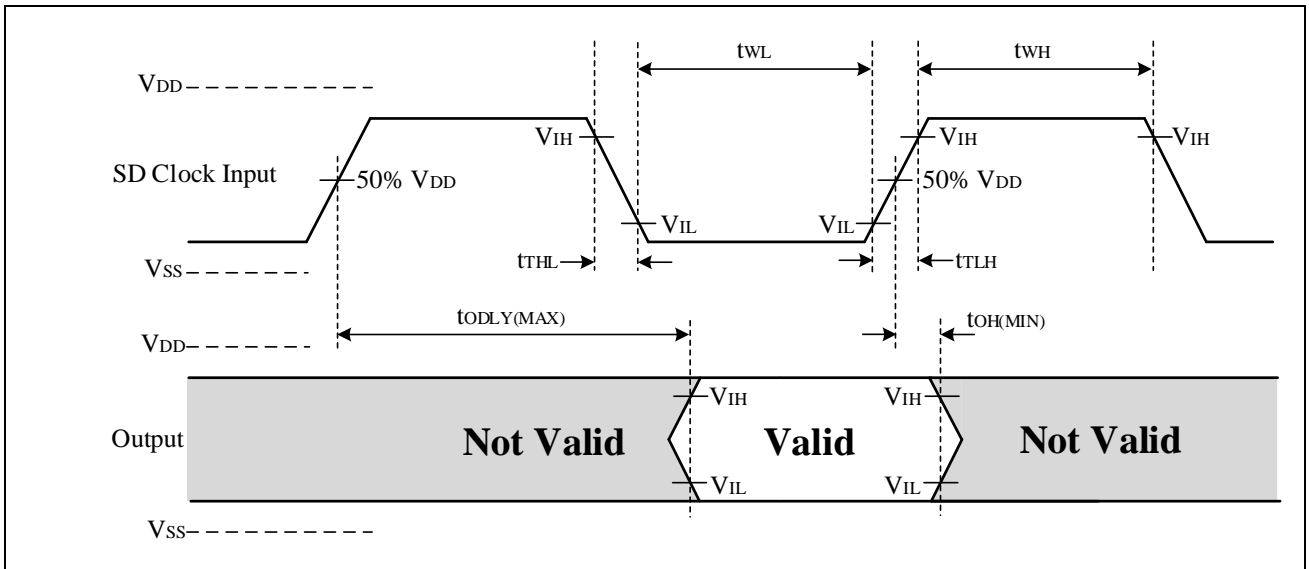 tWL
tWH
VDD
VIH
VIH
VIH
SD Clock Input
50% VDD
50% VDD
VIL
VIL
VSS
tTHL
tTLH
tODLY(MAX)
tOH(MIN)
VDD
VIH
VIH
Output
Not Valid
Valid
Not Valid
VIL
VIL
VSS